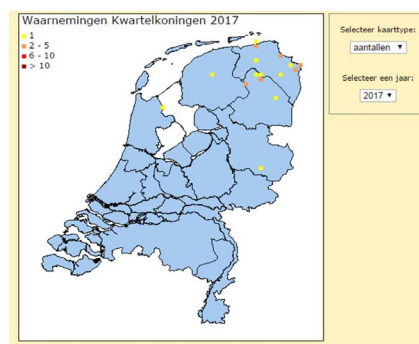 Waarnemingen Kwartelkoningen 2017
1
2 - 5
6 - 10
> 10
Selecteer kaarttype:
aantallen ▼
Selecteer een jaar:
2017 ▼